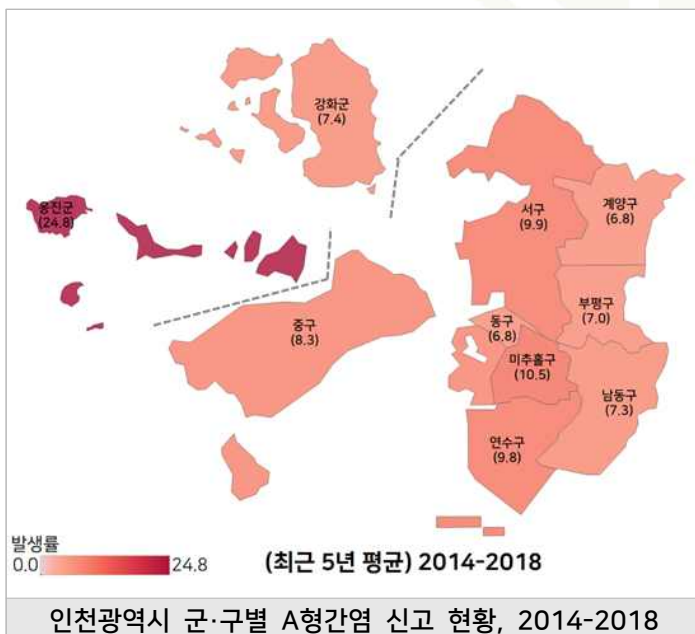 강화군
(7.4)
옹진군
(24.8)
서구
(9.9)
계양구
(6.8)
중구
(8.3)
동구
(6.8)
부평구
(7.0)
미추홀구
(10.5)
남동구
(7.3)
연수구
(9.8)
발생률
0.0 24.8
(최근 5년 평균) 2014-2018
인천광역시 군·구별 A형간염 신고 현황, 2014-2018